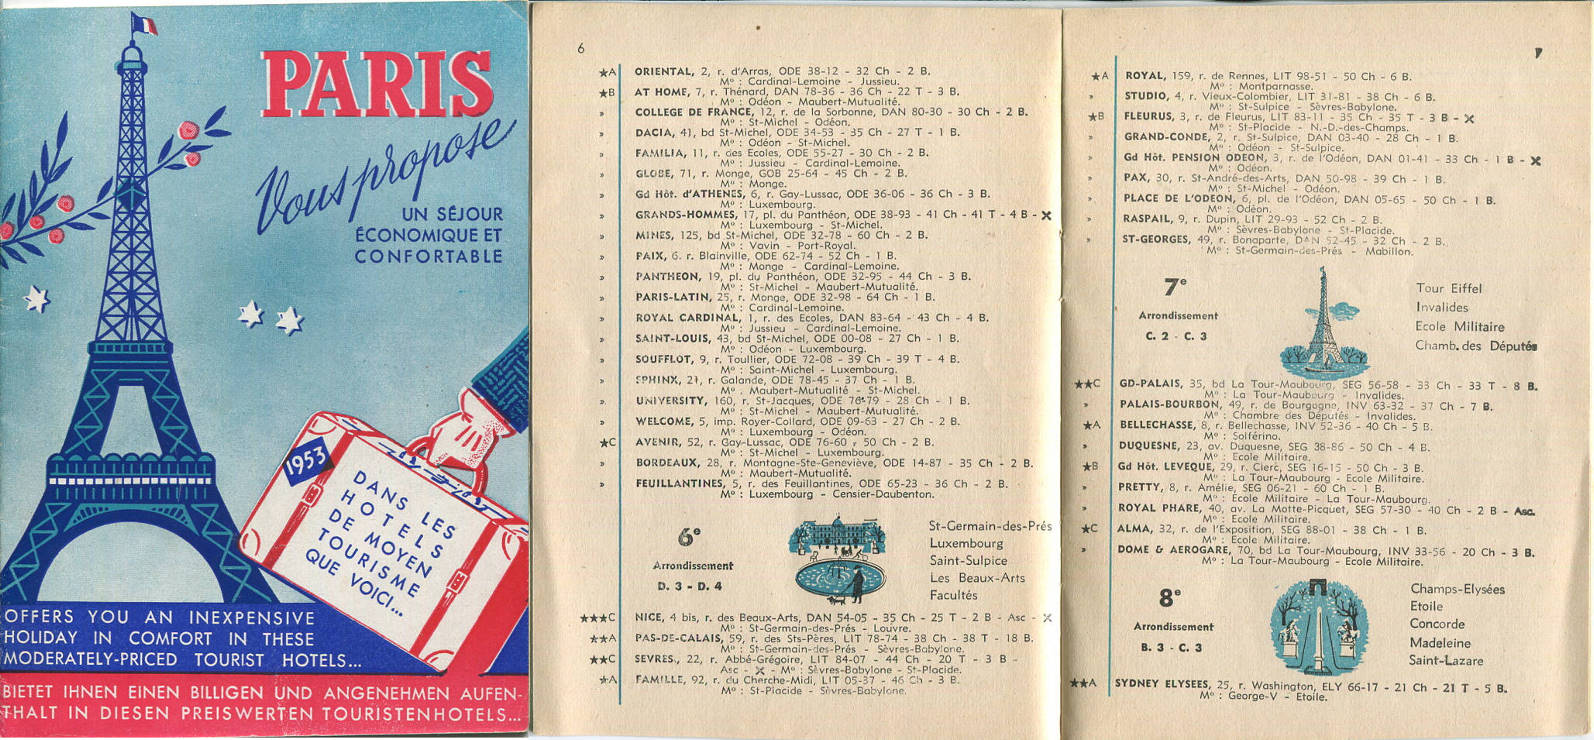 PARIS
Vous propose
UN SÉJOUR
ÉCONOMIQUE ET
CONFORTABLE
1953
DANS LES
HOTELS
DE MOYEN
TOURISME
QUE VOICI...
OFFERS YOU AN INEXPENSIVE
HOLIDAY IN COMFORT IN THESE
MODERATELY-PRICED TOURIST HOTELS...
BIETET IHNEN EINEN BILLIGEN UND ANGENEHMEN AUFEN-
THALT IN DIESEN PREISWERTEN TOURISTENHOTELS...
6
★A ORIENTAL, 2, r. d'Arras, ODE 38-12 - 32 Ch - 2 B.
Mº : Cardinal-Lemoine - Jussieu.
★B AT HOME, 7, r. Thénard, DAN 78-36 - 36 Ch - 22 T - 3 B.
Mº : Odéon - Maubert-Mutualité.
» COLLEGE DE FRANCE, 12, r. de la Sorbonne, DAN 80-30 - 30 Ch - 2 B.
Mº : St-Michel - Odéon.
» DACIA, 41, bd St-Michel, ODE 34-53 - 35 Ch - 27 T - 1 B.
Mº : Odéon - St-Michel.
» FAMILIA, 11, r. des Ecoles, ODE 55-27 - 30 Ch - 2 B.
Mº : Jussieu - Cardinal-Lemoine.
» GLOBE, 71, r. Monge, GOB 25-64 - 45 Ch - 2 B.
Mº : Monge.
» Gd Hôt. d'ATHENES, 6, r. Gay-Lussac, ODE 36-06 - 36 Ch - 3 B.
Mº : Luxembourg.
» GRANDS-HOMMES, 17, pl. du Panthéon, ODE 38-93 - 41 Ch - 41 T - 4 B -
Mº : Luxembourg - St-Michel.
» MINES, 125, bd St-Michel, ODE 32-78 - 60 Ch - 2 B.
Mº : Vavin - Port-Royal.
» PAIX, 6. r. Blainville, ODE 62-74 - 52 Ch - 1 B.
Mº : Monge - Cardinal-Lemoine.
» PANTHEON, 19, pl. du Panthéon, ODE 32-95 - 44 Ch - 3 B.
Mº : St-Michel - Maubert-Mutualité.
» PARIS-LATIN, 25, r. Monge, ODE 32-98 - 64 Ch - 1 B.
Mº : Cardinal-Lemoine.
» ROYAL CARDINAL, 1, r. des Ecoles, DAN 83-64 - 43 Ch - 4 B.
Mº : Jussieu - Cardinal-Lemoine.
» SAINT-LOUIS, 43, bd St-Michel, ODE 00-08 - 27 Ch - 1 B.
Mº : Odéon - Luxembourg.
» SOUFFLOT, 9, r. Toullier, ODE 72-08 - 39 Ch - 39 T - 4 B.
Mº : Saint-Michel - Luxembourg.
» SPHINX, 21, r. Galande, ODE 78-45 - 37 Ch - 1 B.
Mº : Maubert-Mutualité - St-Michel.
» UNIVERSITY, 160, r. St-Jacques, ODE 76-79 - 28 Ch - 1 B.
Mº : St-Michel - Maubert-Mutualité.
» WELCOME, 5, imp. Royer-Collard, ODE 09-63 - 27 Ch - 2 B.
Mº : Luxembourg - Odéon.
★C AVENIR, 52, r. Gay-Lussac, ODE 76-60 , 50 Ch - 2 B.
Mº : St-Michel - Luxembourg.
» BORDEAUX, 28, r. Montagne-Ste-Geneviève, ODE 14-87 - 35 Ch - 2 B.
Mº : Maubert-Mutualité.
» FEUILLANTINES, 5, r. des Feuillantines, ODE 65-23 - 36 Ch - 2 B.
Mº : Luxembourg - Censier-Daubenton.
6e
Arrondissement
D. 3 - D. 4
St-Germain-des-Prés
Luxembourg
Saint-Sulpice
Les Beaux-Arts
Facultés
★★★C NICE, 4 bis, r. des Beaux-Arts, DAN 54-05 - 35 Ch - 25 T - 2 B - Asc -
Mº : St-Germain-des-Prés - Louvre.
★★A PAS-DE-CALAIS, 59, r. des Sts-Pères, LIT 78-74 - 38 Ch - 38 T - 18 B.
Mº : St-Germain-des-Prés - Sèvres-Babylone.
★★C SEVRES, 22, r. Abbé-Grégoire, LIT 84-07 - 44 Ch - 20 T - 3 B -
Asc - - Mº : Sèvres-Babylone - St-Placide.
★A FAMILLE, 92, r. du Cherche-Midi, LIT 05-37 - 46 Ch - 3 B.
Mº : St-Placide - Sèvres-Babylone.
7
★A ROYAL, 159, r. de Rennes, LIT 98-51 - 50 Ch - 6 B.
Mº : Montparnasse.
» STUDIO, 4, r. Vieux-Colombier, LIT 31-81 - 38 Ch - 6 B.
Mº : St-Sulpice - Sèvres-Babylone.
★B FLEURUS, 3, r. de Fleurus, LIT 83-11 - 35 Ch - 35 T - 3 B -
Mº : St-Placide - N.-D.-des-Champs.
» GRAND-CONDE, 2, r. St-Sulpice, DAN 03-40 - 28 Ch - 1 B.
Mº : Odéon - St-Sulpice.
» Gd Hôt. PENSION ODEON, 3, r. de l'Odéon, DAN 01-41 - 33 Ch - 1 B -
Mº : Odéon.
» PAX, 30, r. St-André-des-Arts, DAN 50-98 - 39 Ch - 1 B.
Mº : St-Michel - Odéon.
» PLACE DE L'ODEON, 6, pl. de l'Odéon, DAN 05-65 - 50 Ch - 1 B.
Mº : Odéon.
» RASPAIL, 9, r. Dupin, LIT 29-93 - 52 Ch - 2 B.
Mº : Sèvres-Babylone - St-Placide.
» ST-GEORGES, 49, r. Bonaparte, DAN 52-45 - 32 Ch - 2 B.
Mº : St-Germain-des-Prés - Mabillon.
7e
Arrondissement
C. 2 - C. 3
Tour Eiffel
Invalides
Ecole Militaire
Chamb. des Députés
★★C GD-PALAIS, 35, bd La Tour-Maubourg, SEG 56-58 - 33 Ch - 33 T - 8 B.
Mº : La Tour-Maubourg - Invalides.
» PALAIS-BOURBON, 49, r. de Bourgogne, INV 63-32 - 37 Ch - 7 B.
Mº : Chambre des Députés - Invalides.
★A BELLECHASSE, 8, r. Bellechasse, INV 52-36 - 40 Ch - 5 B.
Mº : Solférino.
» DUQUESNE, 23, av. Duquesne, SEG 38-86 - 50 Ch - 4 B.
Mº : Ecole Militaire.
★B Gd Hôt. LEVEQUE, 29, r. Clerc, SEG 16-15 - 50 Ch - 3 B.
Mº : La Tour-Maubourg - Ecole Militaire.
» PRETTY, 8, r. Amélie, SEG 06-21 - 60 Ch - 1 B.
Mº : Ecole Militaire - La Tour-Maubourg.
» ROYAL PHARE, 40, av. La Motte-Picquet, SEG 57-30 - 40 Ch - 2 B - Asc.
Mº : Ecole Militaire.
★C ALMA, 32, r. de l'Exposition, SEG 88-01 - 38 Ch - 1 B.
Mº : Ecole Militaire.
» DOME & AEROGARE, 70, bd La Tour-Maubourg, INV 33-56 - 20 Ch - 3 B.
Mº : La Tour-Maubourg - Ecole Militaire.
8e
Arrondissement
B. 3 - C. 3
Champs-Elysées
Etoile
Concorde
Madeleine
Saint-Lazare
★★A SYDNEY ELYSEES, 25, r. Washington, ELY 66-17 - 21 Ch - 21 T - 5 B.
Mº : George-V - Etoile.